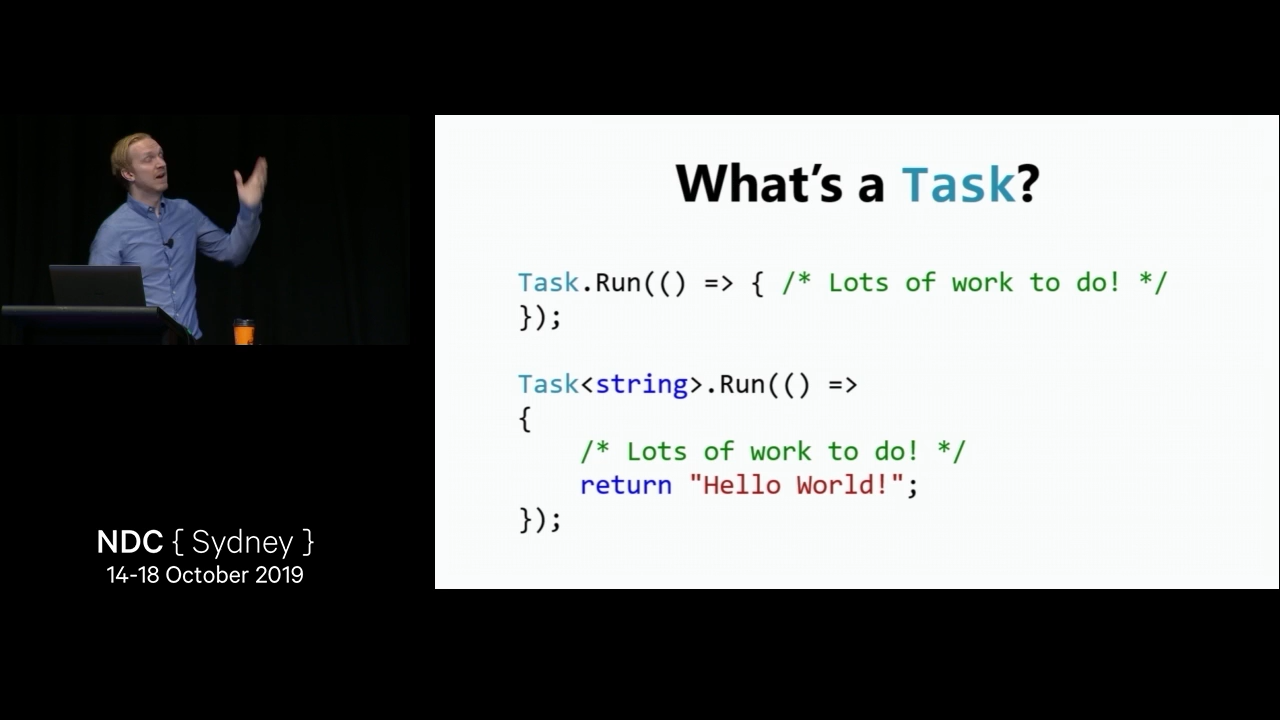 What's a Task?
Task.Run(() => { /* Lots of work to do! */
});
Task<string>.Run(() =>
{
/* Lots of work to do! */
return "Hello World!";
});
NDC { Sydney }
14-18 October 2019